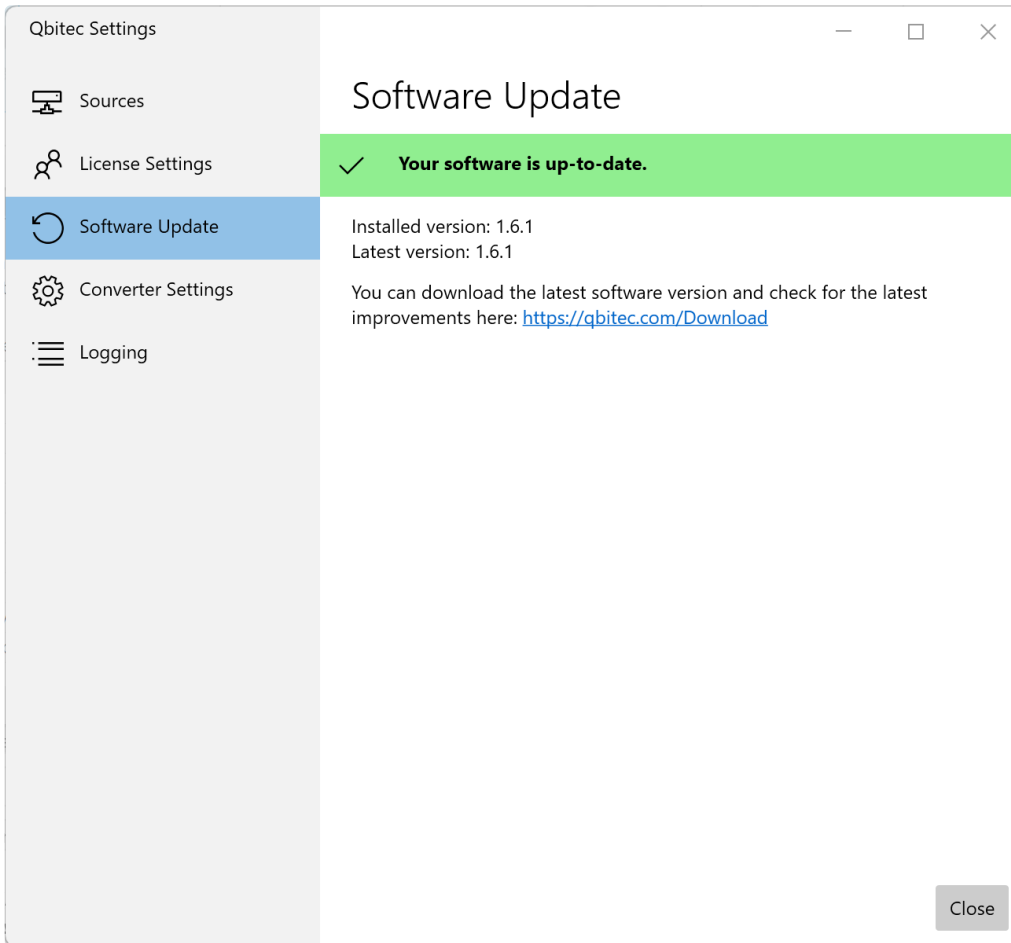 Qbitec Settings
Sources
License Settings
Software Update
Converter Settings
Logging
Software Update
Your software is up-to-date.
Installed version: 1.6.1
Latest version: 1.6.1
You can download the latest software version and check for the latest
improvements here: https://qbitec.com/Download
Close